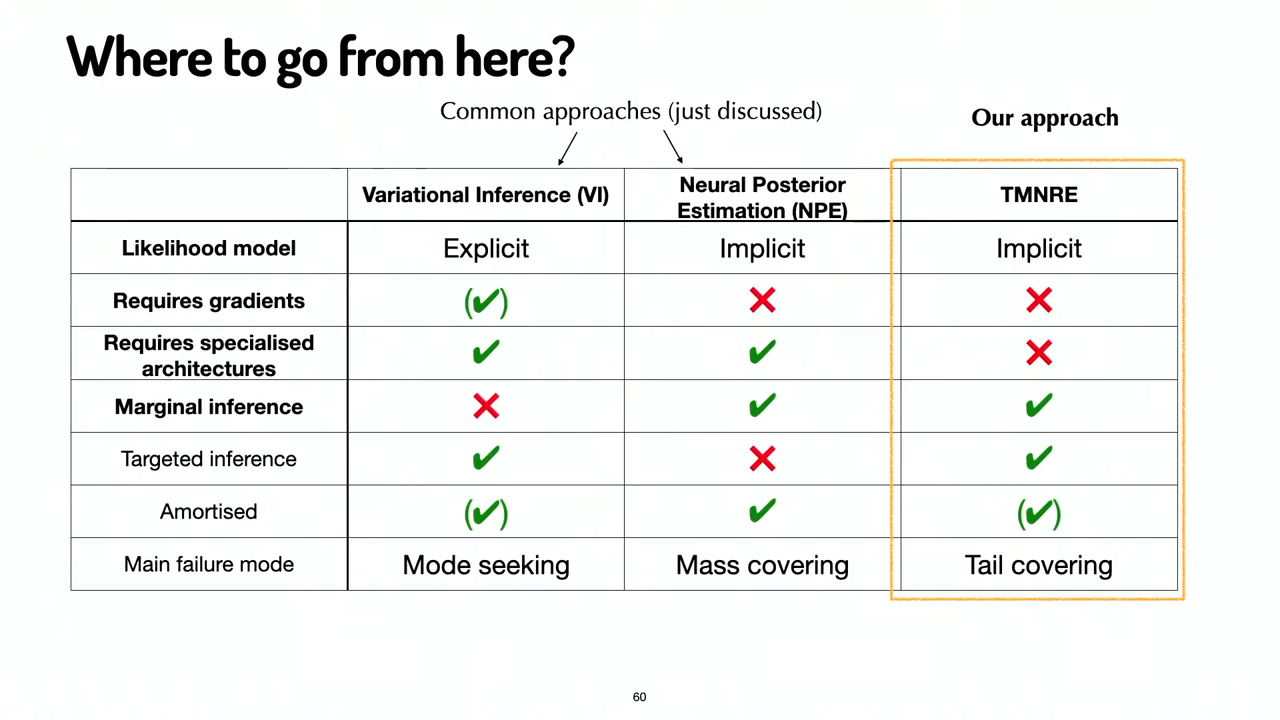 Where to go from here?
Common approaches (just discussed)
Our approach
Variational Inference (VI)
Neural Posterior
Estimation (NPE)
TMNRE
Likelihood model
Explicit
Implicit
Implicit
Requires gradients
(✔)
✕
✕
Requires specialised
architectures
✔
✔
✕
Marginal inference
✕
✔
✔
Targeted inference
✔
✕
✔
Amortised
(✔)
✔
(✔)
Main failure mode
Mode seeking
Mass covering
Tail covering
60